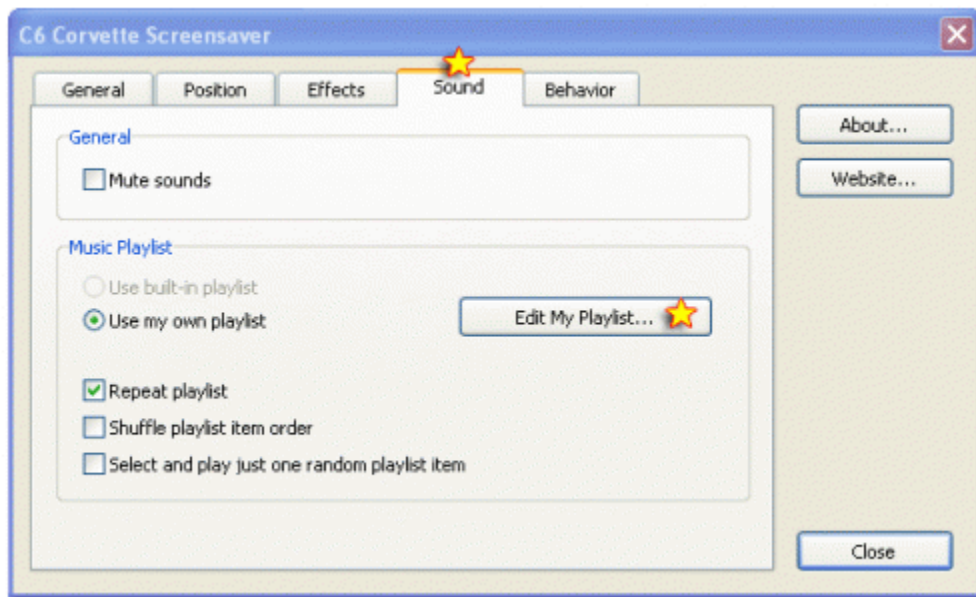 C6 Corvette Screensaver
General Position Effects Sound Behavior
About...
General
Mute sounds
Website...
Music Playlist
Use built-in playlist
Use my own playlist Edit My Playlist...
Repeat playlist
Shuffle playlist item order
Select and play just one random playlist item
Close